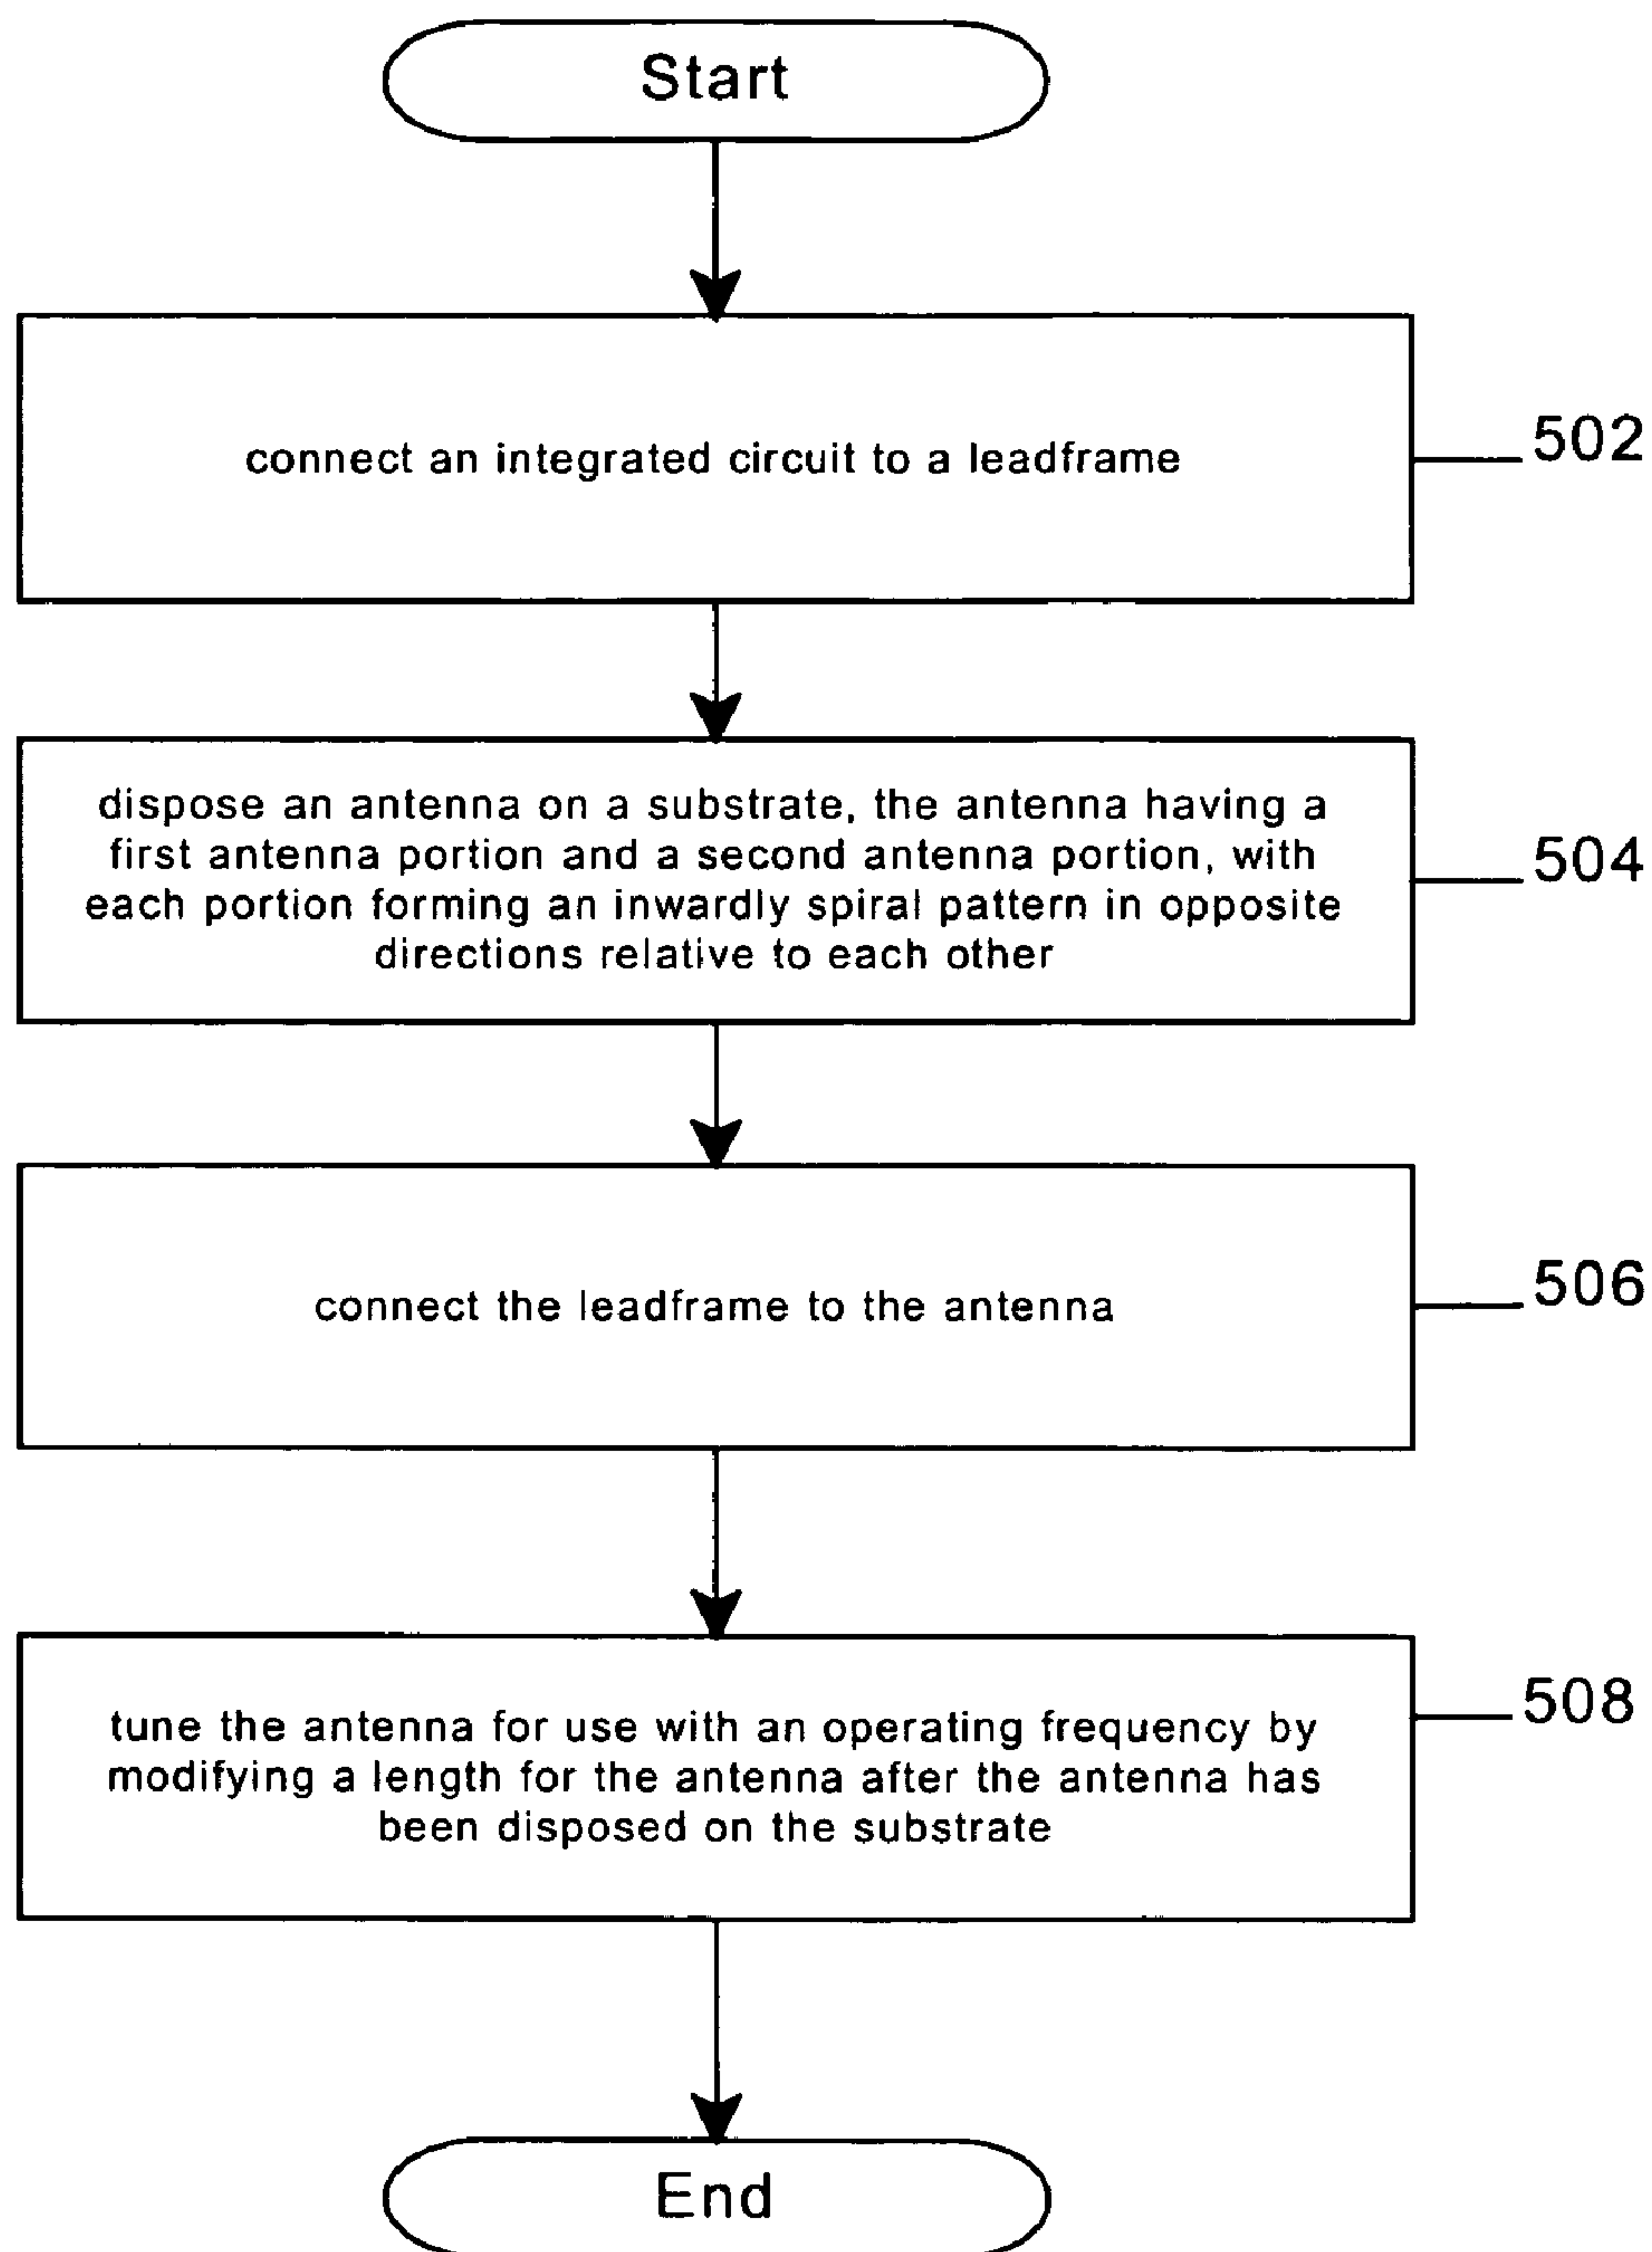 Start
connect an integrated circuit to a leadframe
502
dispose an antenna on a substrate, the antenna having a
first antenna portion and a second antenna portion, with
each portion forming an inwardly spiral pattern in opposite
directions relative to each other
504
connect the leadframe to the antenna
506
tune the antenna for use with an operating frequency by
modifying a length for the antenna after the antenna has
been disposed on the substrate
508
End